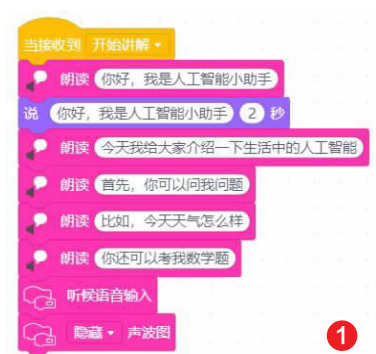 当接收到 开始讲解
朗读 你好，我是人工智能小助手
说 你好，我是人工智能小助手 2 秒
朗读 今天我给大家介绍一下生活中的人工智能
朗读 首先，你可以问我问题
朗读 比如，今天天气怎么样
朗读 你还可以考我数学题
听候语音输入
隐藏 声波图
1